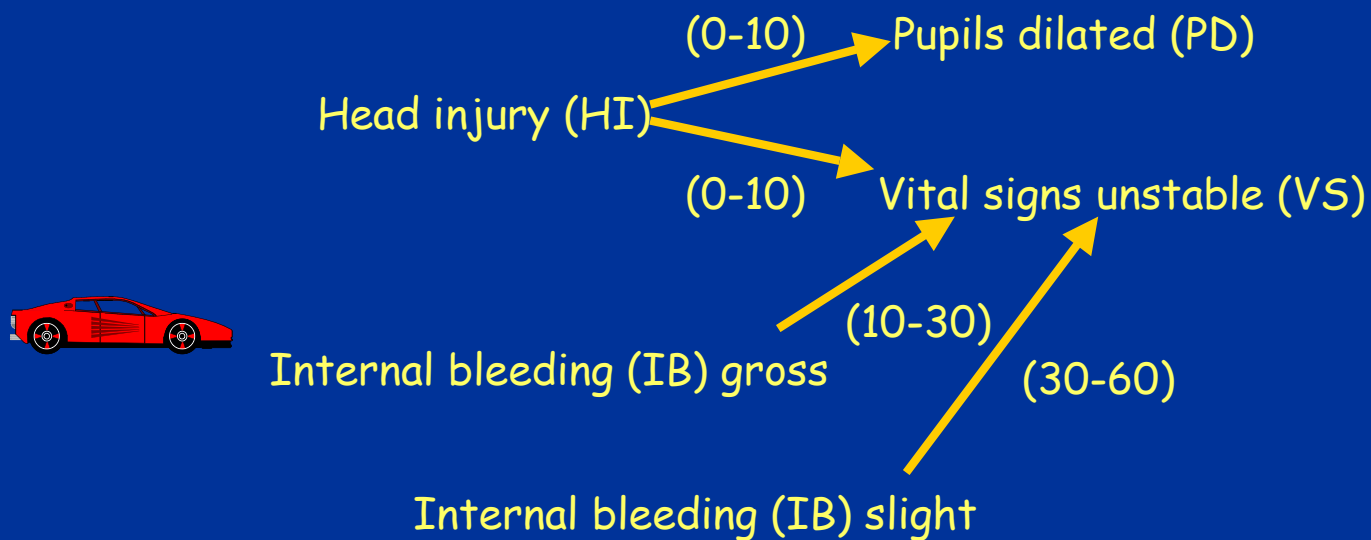 (0-10)
Pupils dilated (PD)
Head injury (HI)
(0-10)
Vital signs unstable (VS)
(10-30)
Internal bleeding (IB) gross
(30-60)
Internal bleeding (IB) slight